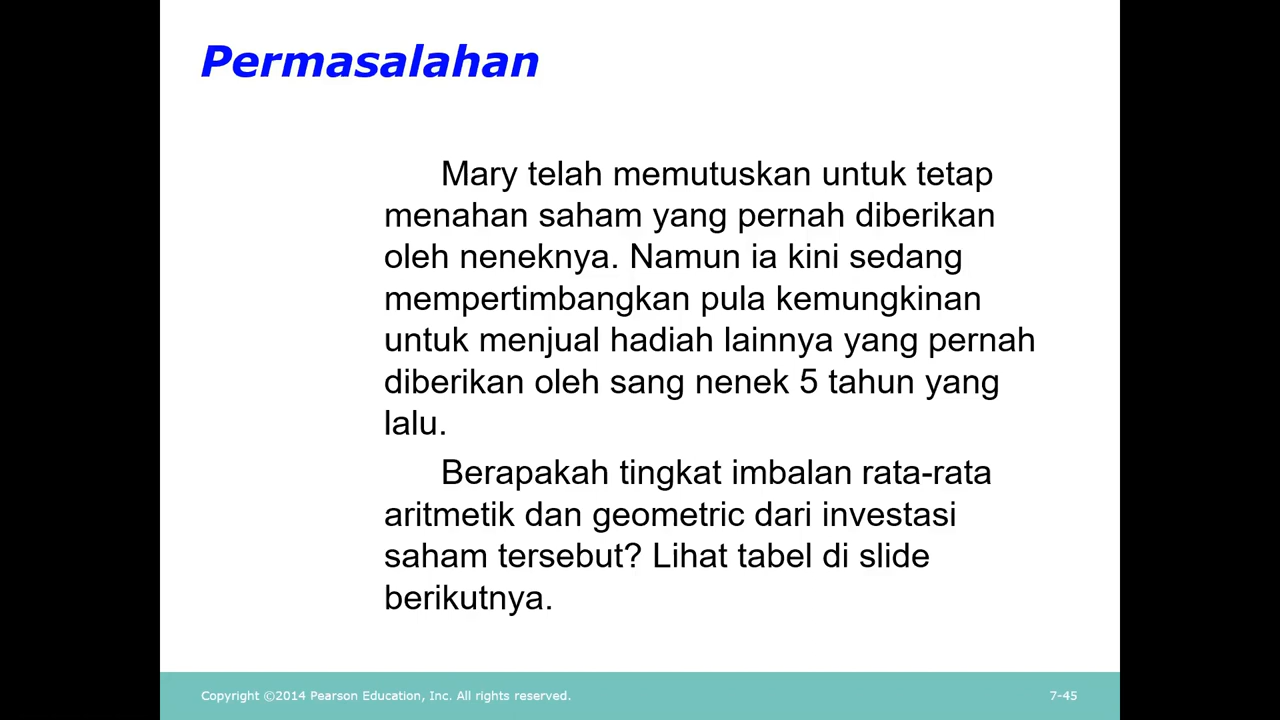 Permasalahan
Mary telah memutuskan untuk tetap
menahan saham yang pernah diberikan
oleh neneknya. Namun ia kini sedang
mempertimbangkan pula kemungkinan
untuk menjual hadiah lainnya yang pernah
diberikan oleh sang nenek 5 tahun yang
lalu.
Berapakah tingkat imbalan rata-rata
aritmetik dan geometric dari investasi
saham tersebut? Lihat tabel di slide
berikutnya.
Copyright ©2014 Pearson Education, Inc. All rights reserved.
7-45